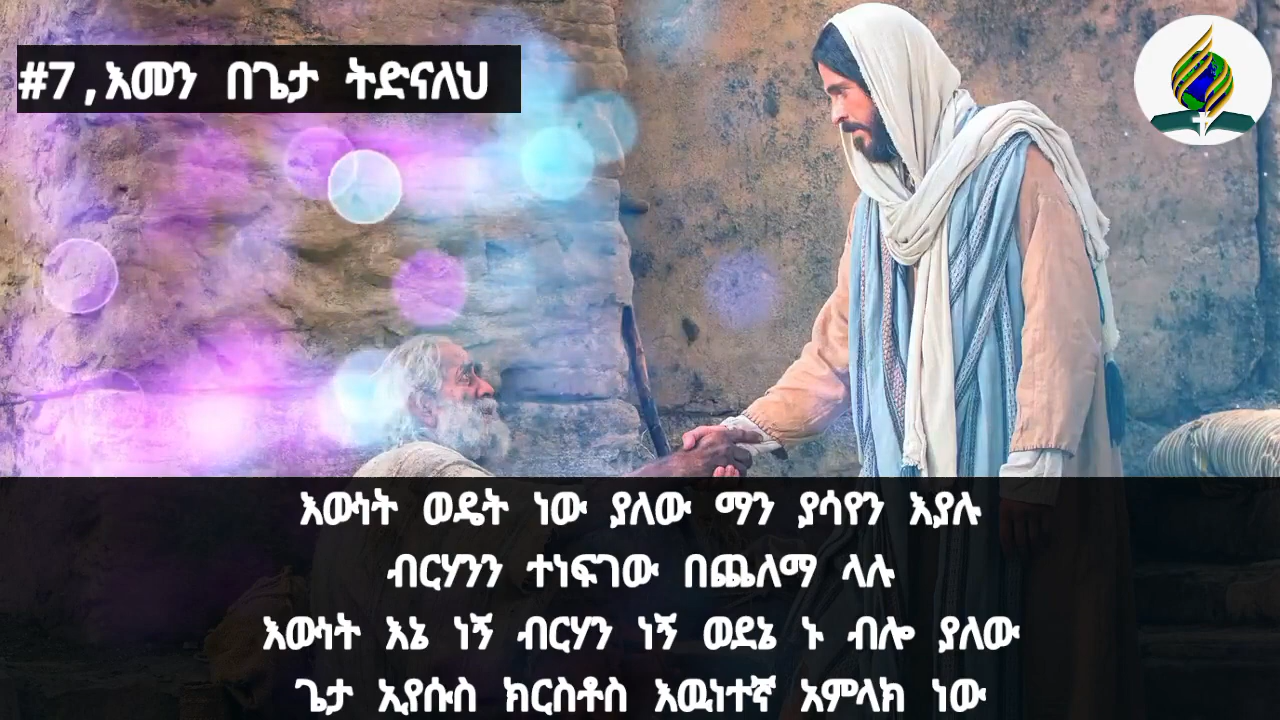 #7,እመን በጌታ ትድናለህ
እውነት ወዴት ነው ያለው ማን ያሳየን እያሉ
ብርሃንን ተነፍገው በጨለማ ላሉ
እውነት እኔ ነኝ ብርሃን ነኝ ወደኔ ኑ ብሎ ያለው
ጌታ ኢየሱስ ክርስቶስ እዉነተኛ አምላክ ነው